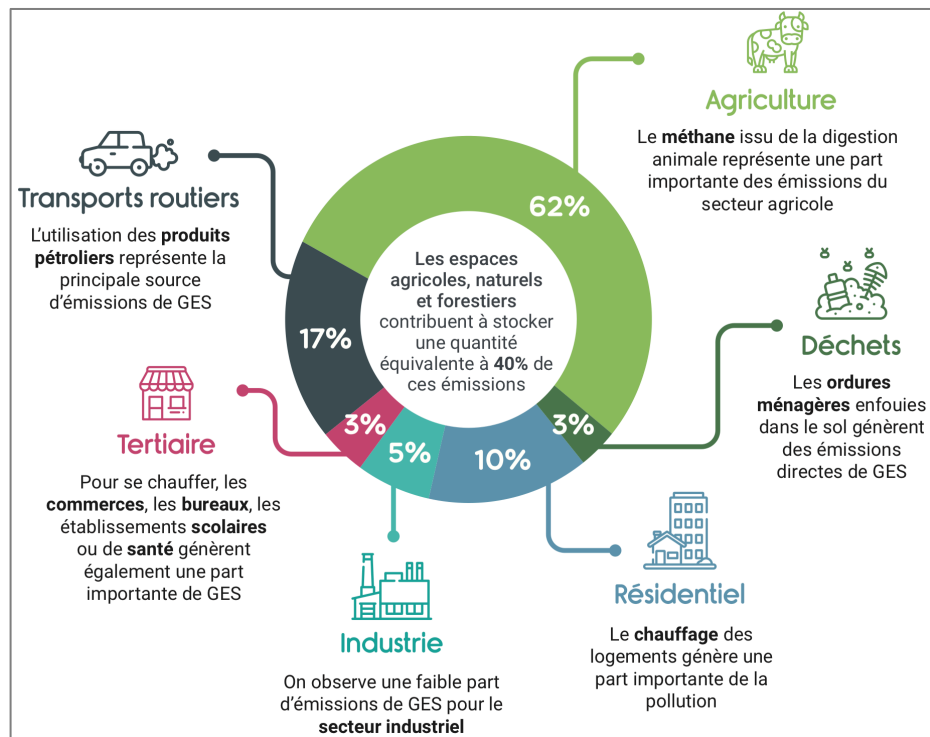 Agriculture
Le méthane issu de la digestion
animale représente une part
importante des émissions du
secteur agricole
62%
Transports routiers
L'utilisation des produits
pétroliers représente la
principale source
d'émissions de GES
17%
Les espaces
agricoles, naturels
et forestiers
contribuent à stocker
une quantité
équivalente à 40% de
ces émissions
Déchets
Les ordures
ménagères enfouies
dans le sol génèrent
des émissions
directes de GES
3%
Tertiaire
Pour se chauffer, les
commerces, les bureaux, les
établissements scolaires
ou de santé génèrent
également une part
importante de GES
3%
5%
10%
Industrie
On observe une faible part
d'émissions de GES pour le
secteur industriel
Résidentiel
Le chauffage des
logements génère une
part importante de la
pollution